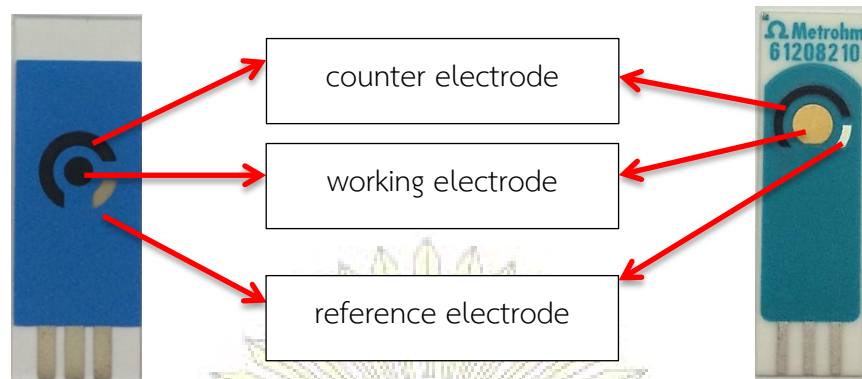 Metrohm
61208210
counter electrode
working electrode
reference electrode